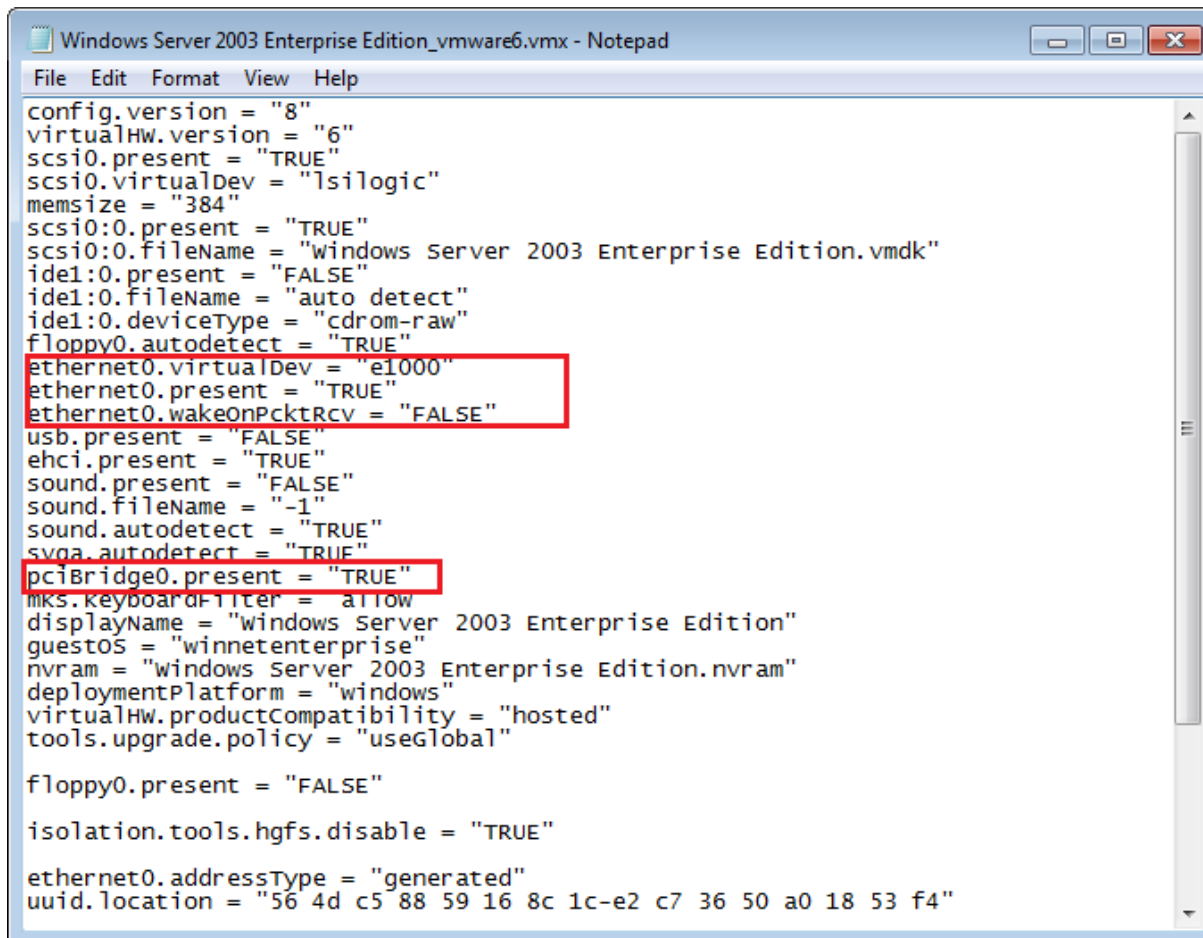 Windows Server 2003 Enterprise Edition_vmware6.vmx - Notepad
File Edit Format View Help
config.version = "8"
virtualHW.version = "6"
scsi0.present = "TRUE"
scsi0.virtualDev = "lsilogic"
memsize = "384"
scsi0:0.present = "TRUE"
scsi0:0.fileName = "Windows Server 2003 Enterprise Edition.vmdk"
ide1:0.present = "FALSE"
ide1:0.fileName = "auto detect"
ide1:0.deviceType = "cdrom-raw"
floppy0.autodetect = "TRUE"
ethernet0.virtualDev = "e1000"
ethernet0.present = "TRUE"
ethernet0.wakeOnPcktRcv = "FALSE"
usb.present = "FALSE"
ehci.present = "TRUE"
sound.present = "FALSE"
sound.fileName = "-1"
sound.autodetect = "TRUE"
svga.autodetect = "TRUE"
pciBridge0.present = "TRUE"
mks.keyboardFilter = "allow"
displayName = "Windows Server 2003 Enterprise Edition"
guestOS = "winnetenterprise"
nvram = "Windows Server 2003 Enterprise Edition.nvram"
deploymentPlatform = "windows"
virtualHW.productCompatibility = "hosted"
tools.upgrade.policy = "useGlobal"
floppy0.present = "FALSE"
isolation.tools.hgfs.disable = "TRUE"
ethernet0.addressType = "generated"
uuid.location = "56 4d c5 88 59 16 8c 1c-e2 c7 36 50 a0 18 53 f4"